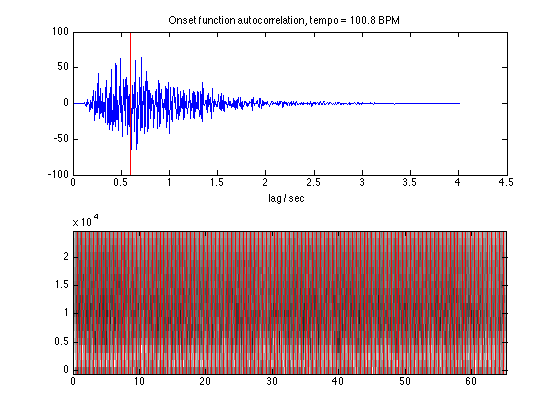 Onset function autocorrelation, tempo = 100.8 BPM
100
50
0
-50
-100
0 0.5 1 1.5 2 2.5 3 3.5 4 4.5
lag / sec
x 10^4
2
1.5
1
0.5
0
0 10 20 30 40 50 60